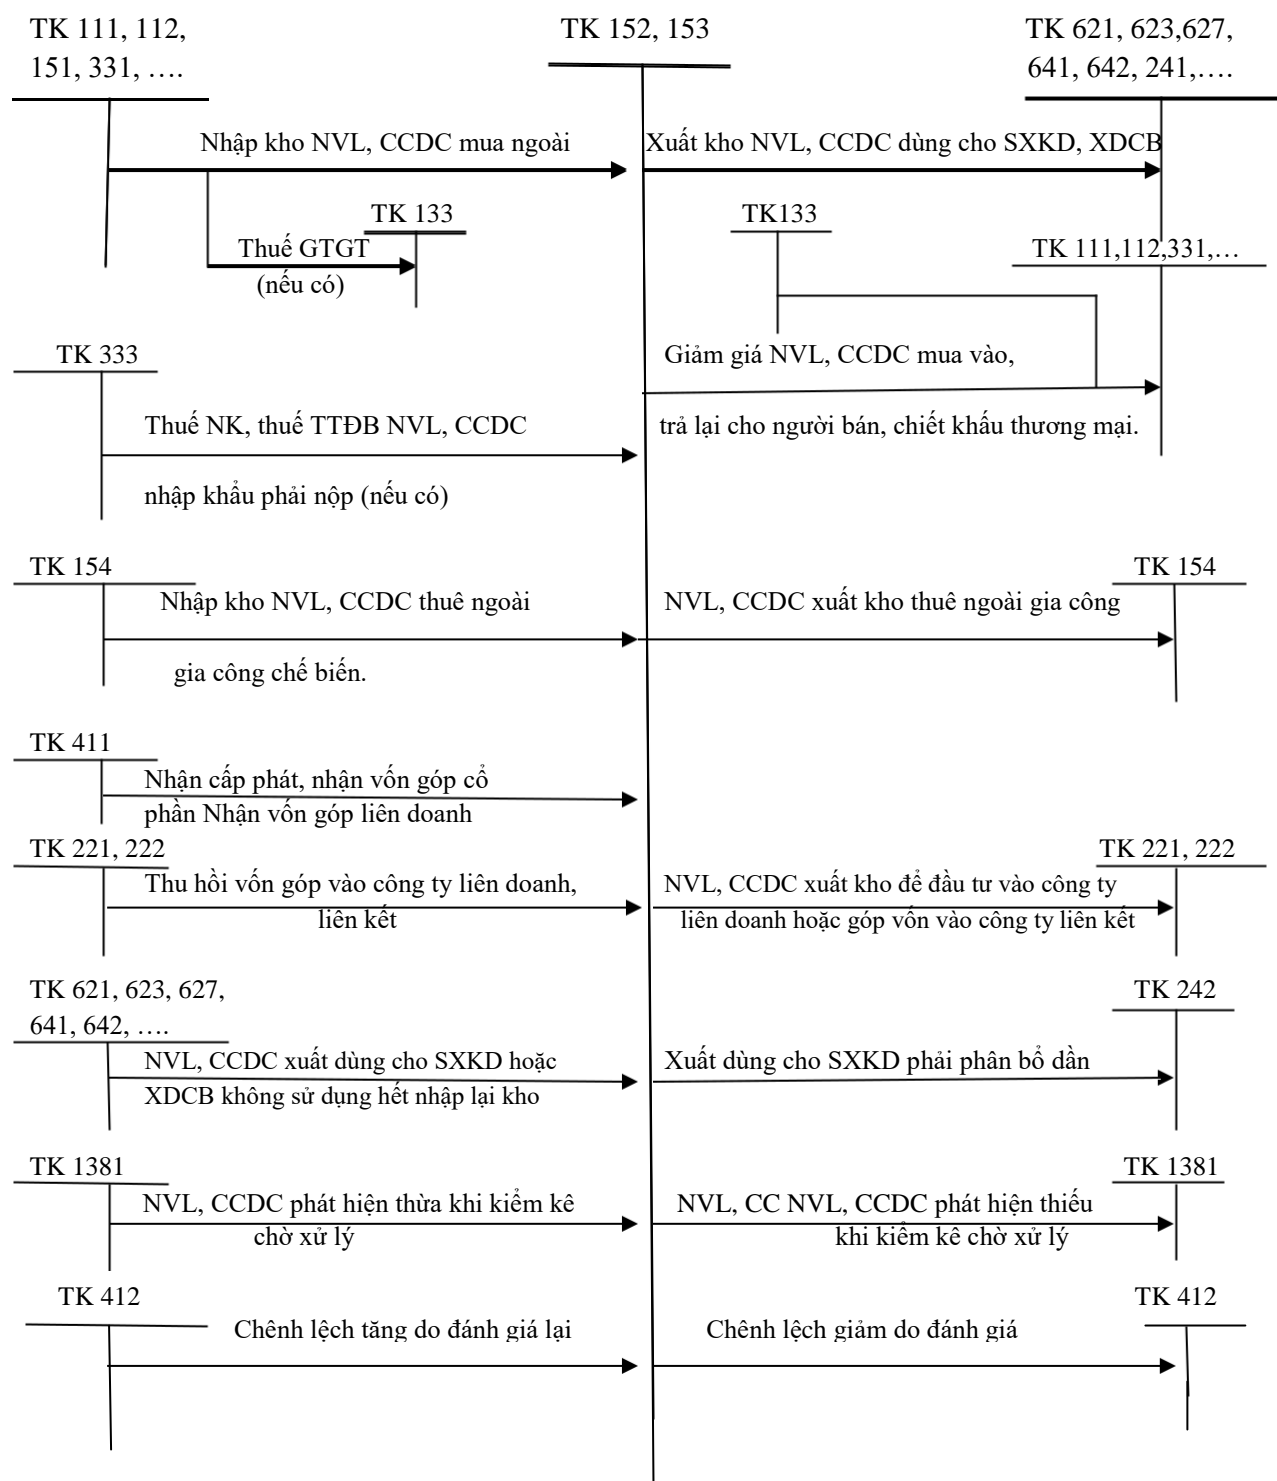 TK 111, 112,
151, 331, ….
TK 152, 153
TK 621, 623,627,
641, 642, 241,….
Nhập kho NVL, CCDC mua ngoài
Xuất kho NVL, CCDC dùng cho SXKD, XDCB
TK 133
Thuế GTGT
(nếu có)
TK133
TK 111,112,331,…
TK 333
Giảm giá NVL, CCDC mua vào,
Thuế NK, thuế TTĐB NVL, CCDC
trả lại cho người bán, chiết khấu thương mại.
nhập khẩu phải nộp (nếu có)
TK 154
TK 154
Nhập kho NVL, CCDC thuê ngoài
NVL, CCDC xuất kho thuê ngoài gia công
gia công chế biến.
TK 411
Nhận cấp phát, nhận vốn góp cổ
phần Nhận vốn góp liên doanh
TK 221, 222
TK 221, 222
Thu hồi vốn góp vào công ty liên doanh,
liên kết
NVL, CCDC xuất kho để đầu tư vào công ty
liên doanh hoặc góp vốn vào công ty liên kết
TK 621, 623, 627,
641, 642, ….
TK 242
NVL, CCDC xuất dùng cho SXKD hoặc
XDCB không sử dụng hết nhập lại kho
Xuất dùng cho SXKD phải phân bổ dần
TK 1381
TK 1381
NVL, CCDC phát hiện thừa khi kiểm kê
chờ xử lý
NVL, CC NVL, CCDC phát hiện thiếu
khi kiểm kê chờ xử lý
TK 412
TK 412
Chênh lệch tăng do đánh giá lại
Chênh lệch giảm do đánh giá